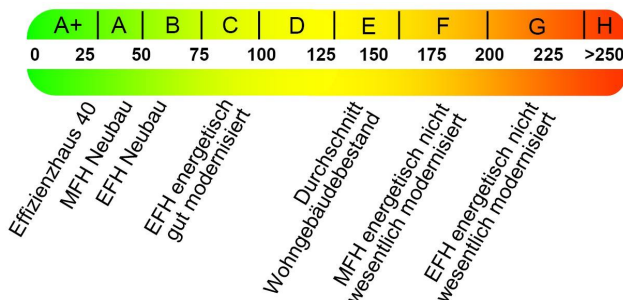 A+ A B C D E F G H
0 25 50 75 100 125 150 175 200 225 >250
Effizienzhaus 40
MFH Neubau
EFH Neubau
EFH energetisch
gut modernisiert
Durchschnitt
Wohngebäudebestand
MFH energetisch nicht
wesentlich modernisiert
EFH energetisch nicht
wesentlich modernisiert